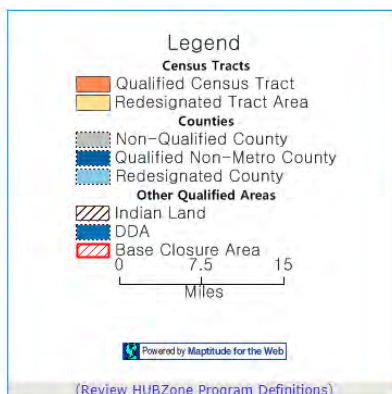 Legend
Census Tracts
Qualified Census Tract
Redesignated Tract Area
Counties
Non-Qualified County
Qualified Non-Metro County
Redesignated County
Other Qualified Areas
Indian Land
DDA
Base Closure Area
0 7.5 15
Miles
Powered by Maptitude for the Web
(Review HUBZone Program Definitions)